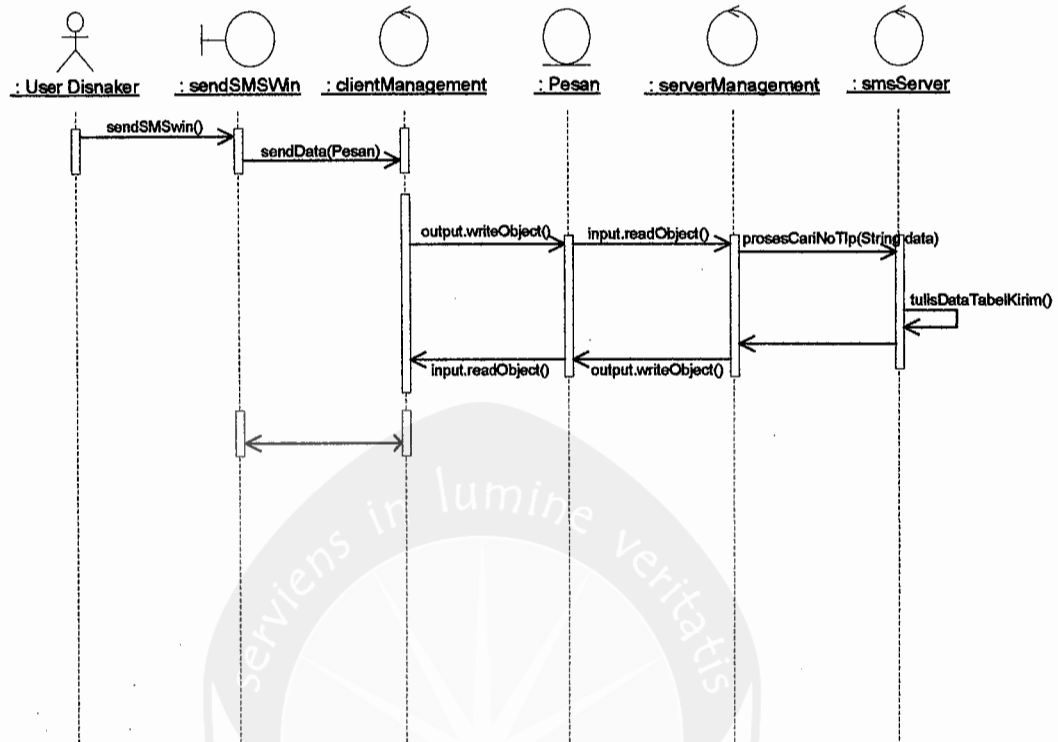 : User Disnaker
: sendSMSWin
: clientManagement
: Pesan
: serverManagement
: smsServer
sendSMSwin()
sendData(Pesan)
output.writeObject()
input.readObject()
prosesCariNoTlp(String data)
tulisDataTabelKirim()
input.readObject()
output.writeObject()
serviens in lumine veritatis